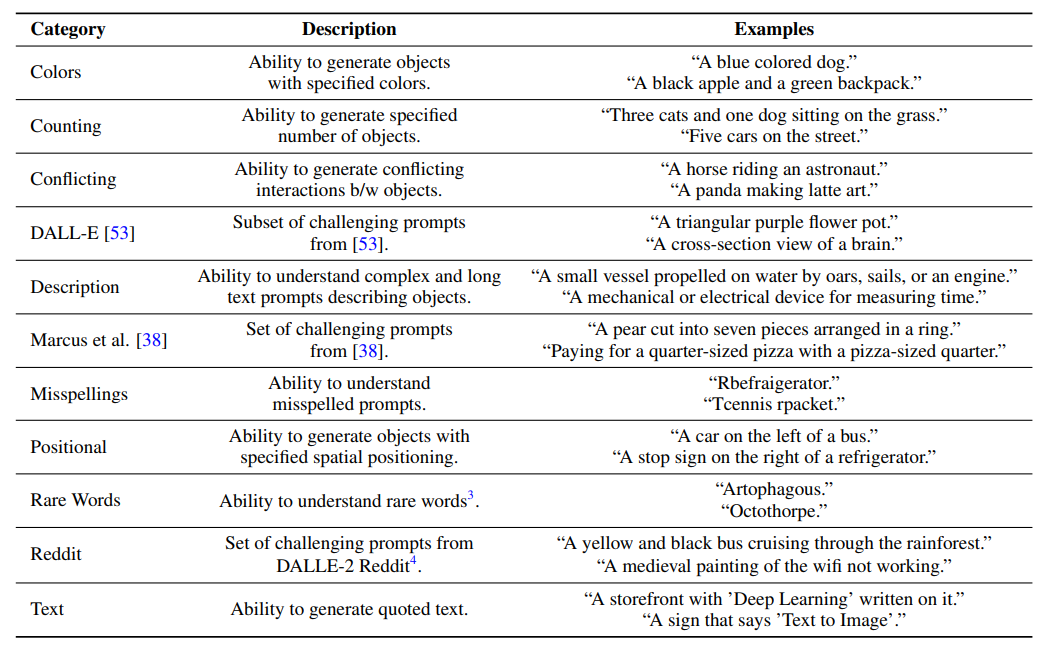 Category Description Examples
Colors Ability to generate objects with specified colors. “A blue colored dog.” “A black apple and a green backpack.”
Counting Ability to generate specified number of objects. “Three cats and one dog sitting on the grass.” “Five cars on the street.”
Conflicting Ability to generate conflicting interactions b/w objects. “A horse riding an astronaut.” “A panda making latte art.”
DALL-E [53] Subset of challenging prompts from [53]. “A triangular purple flower pot.” “A cross-section view of a brain.”
Description Ability to understand complex and long text prompts describing objects. “A small vessel propelled on water by oars, sails, or an engine.” “A mechanical or electrical device for measuring time.”
Marcus et al. [38] Set of challenging prompts from [38]. “A pear cut into seven pieces arranged in a ring.” “Paying for a quarter-sized pizza with a pizza-sized quarter.”
Misspellings Ability to understand misspelled prompts. “Rbefraigerator.” “Tcennis rpacket.”
Positional Ability to generate objects with specified spatial positioning. “A car on the left of a bus.” “A stop sign on the right of a refrigerator.”
Rare Words Ability to understand rare words3. “Artophagous.” “Octothorpe.”
Reddit Set of challenging prompts from DALLE-2 Reddit4. “A yellow and black bus cruising through the rainforest.” “A medieval painting of the wifi not working.”
Text Ability to generate quoted text. “A storefront with ’Deep Learning’ written on it.” “A sign that says ’Text to Image’.”